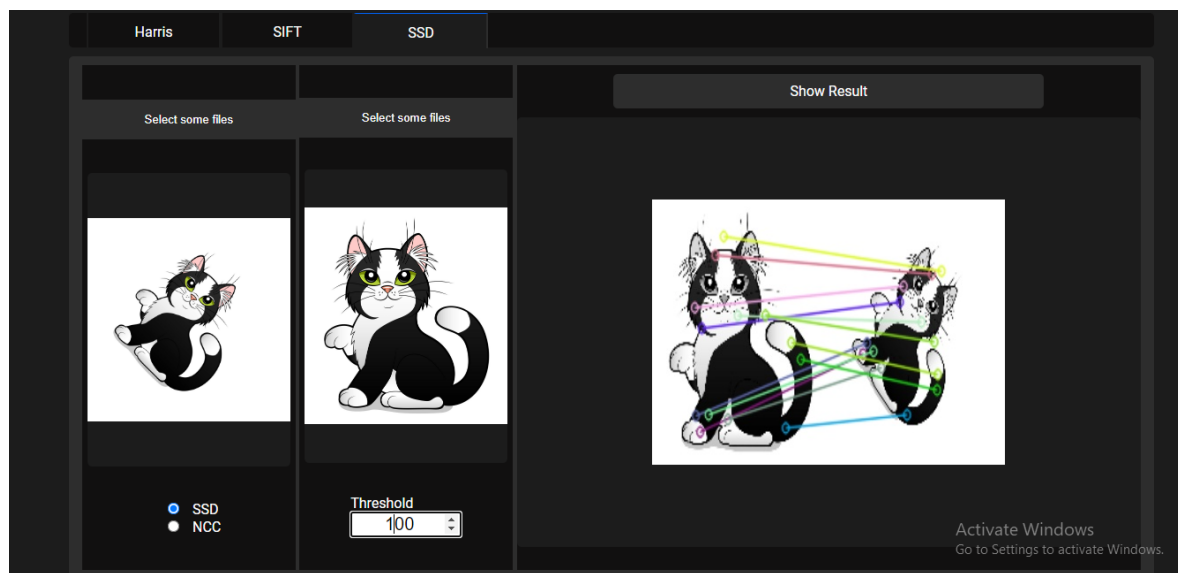 Harris SIFT SSD
Select some files
Select some files
Show Result
SSD
NCC
Threshold
100
Activate Windows
Go to Settings to activate Windows.